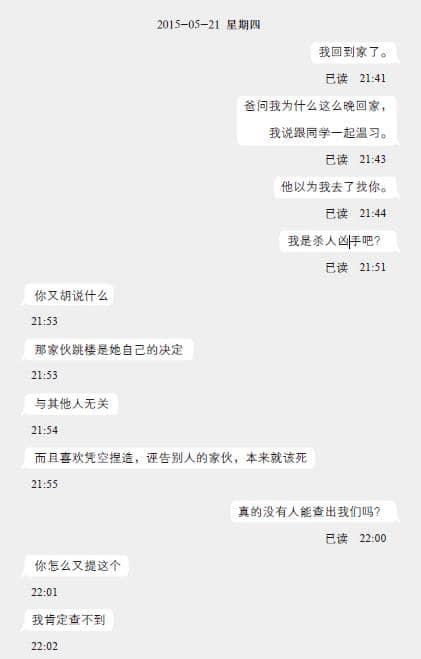 2015-05-21 星期四
我回到家了。
已读 21:41
爸问我为什么这么晚回家，
我说跟同学一起温习。
已读 21:43
他以为我去了找你。
已读 21:44
我是杀人凶手吧？
已读 21:51
你又胡说什么
21:53
那家伙跳楼是她自己的决定
21:53
与其他人无关
21:54
而且喜欢凭空捏造，诬告别人的家伙，本来就该死
21:55
真的没有人能查出我们吗？
已读 22:00
你怎么又提这个
22:01
我肯定查不到
22:02